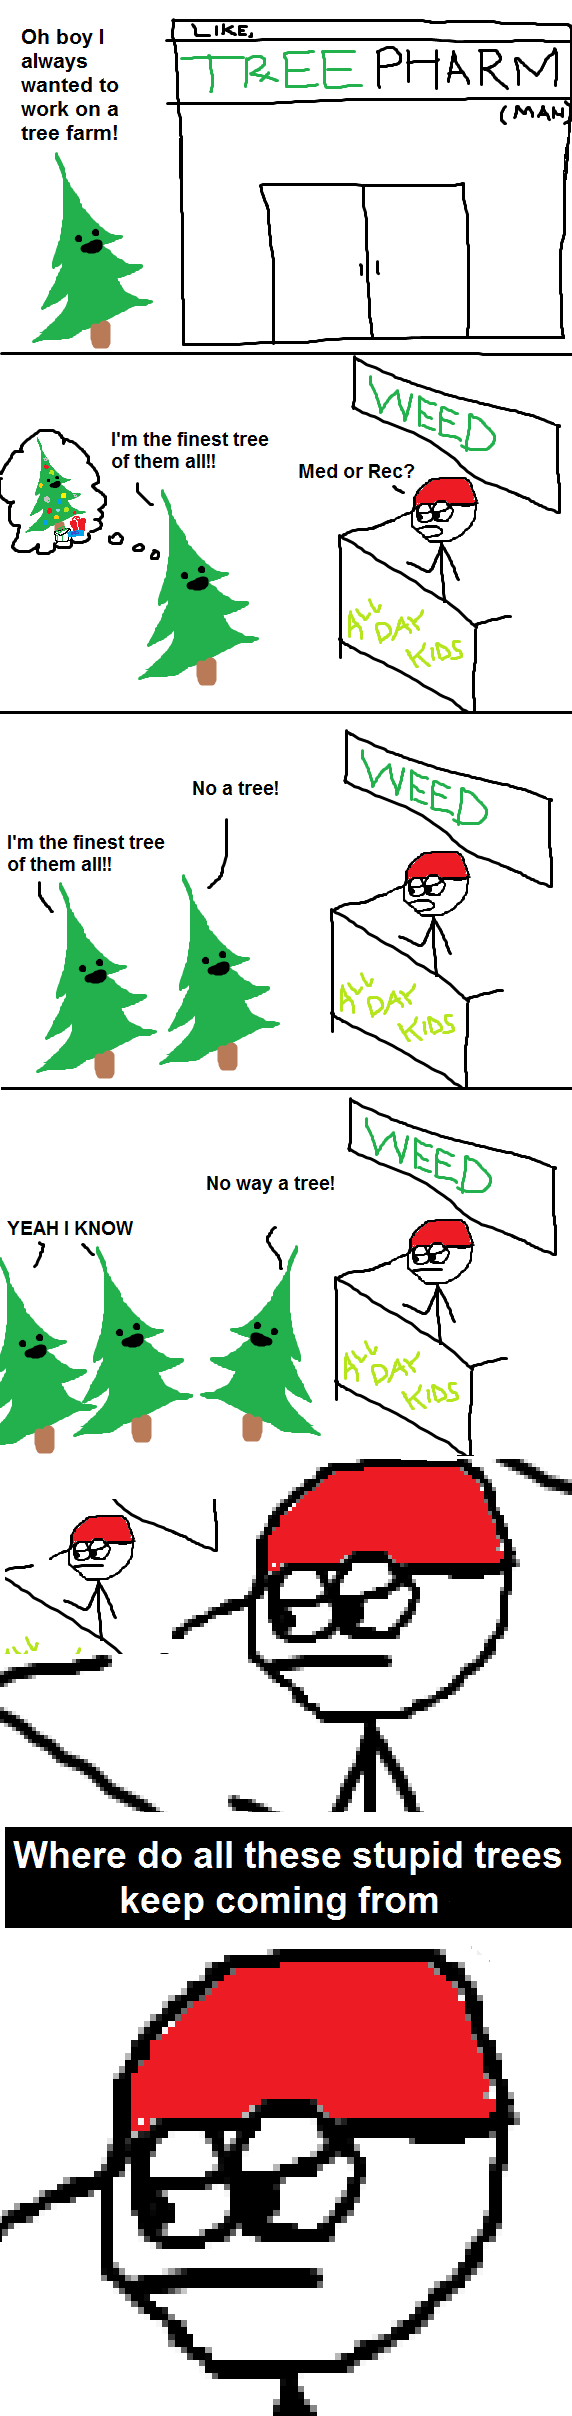 Oh boy I
always
wanted to
work on a
tree farm!
LIKE,
TREE PHARM
(MAN)
I'm the finest tree
of them all!!
Med or Rec?
WEED
ALL DAY KIDS
No a tree!
I'm the finest tree
of them all!!
WEED
ALL DAY KIDS
No way a tree!
YEAH I KNOW
WEED
ALL DAY KIDS
ALL
Where do all these stupid trees
keep coming from